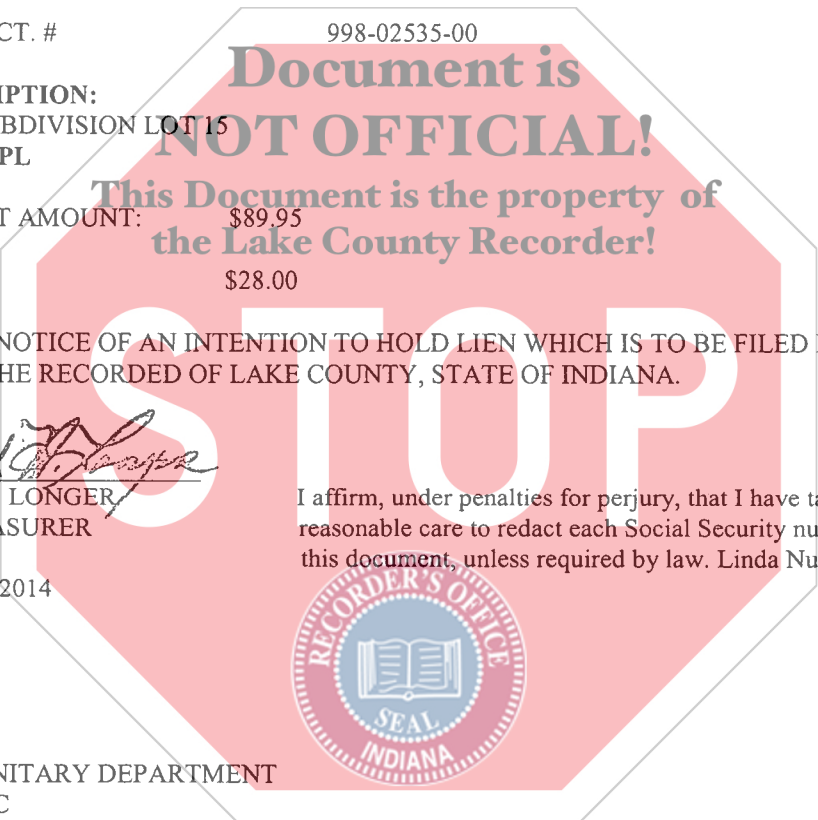 CT. # 998-02535-00
Document is
IPTION:
BDIVISION LOT 15
NOT OFFICIAL!
PL
This Document is the property of
T AMOUNT: $89.95
the Lake County Recorder!
$28.00
NOTICE OF AN INTENTION TO HOLD LIEN WHICH IS TO BE FILED
HE RECORDED OF LAKE COUNTY, STATE OF INDIANA.
STOP
LONGER
ASURER
I affirm, under penalties for perjury, that I have ta
reasonable care to redact each Social Security nu
this document, unless required by law. Linda Nu
2014
RECORDER'S OFFICE
SEAL
INDIANA
NITARY DEPARTMENT
C